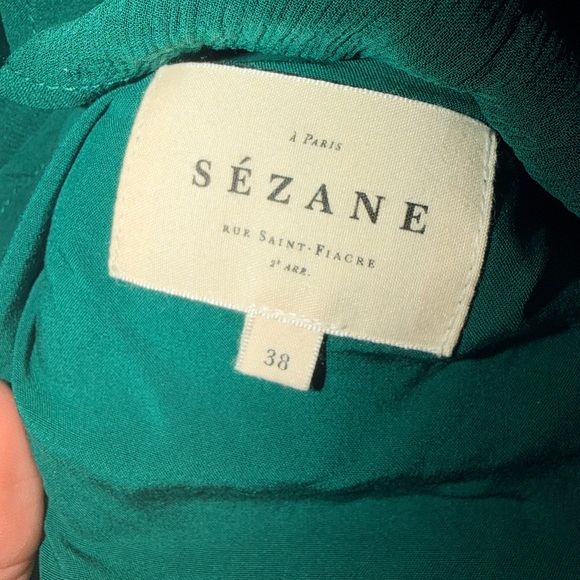 à Paris
SÉZANE
Rue Saint-Fiacre
2e Arr.
38